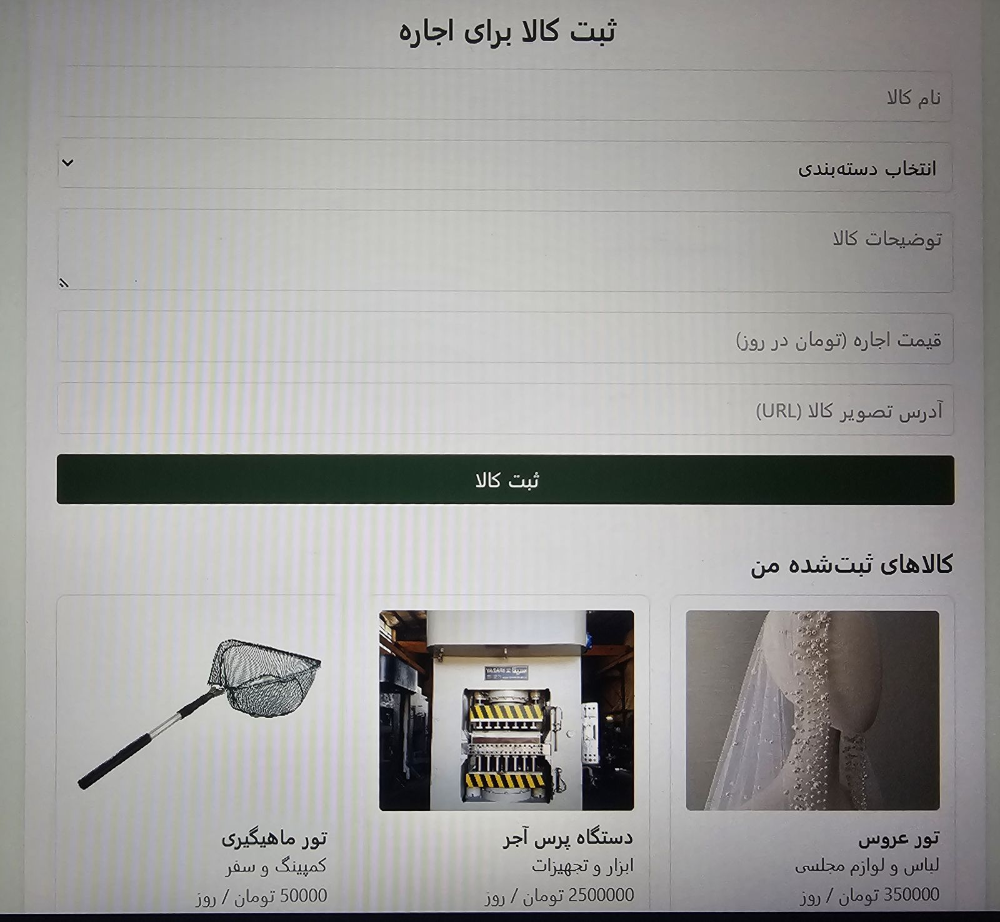 ثبت کالا برای اجاره
نام کالا
انتخاب دسته‌بندی
توضیحات کالا
قیمت اجاره (تومان در روز)
آدرس تصویر کالا (URL)
ثبت کالا
کالاهای ثبت‌شده من
تور عروس
لباس و لوازم مجلسی
350000 تومان / روز
YASARI سپنتا
دستگاه پرس آجر
ابزار و تجهیزات
2500000 تومان / روز
تور ماهیگیری
کمپینگ و سفر
50000 تومان / روز